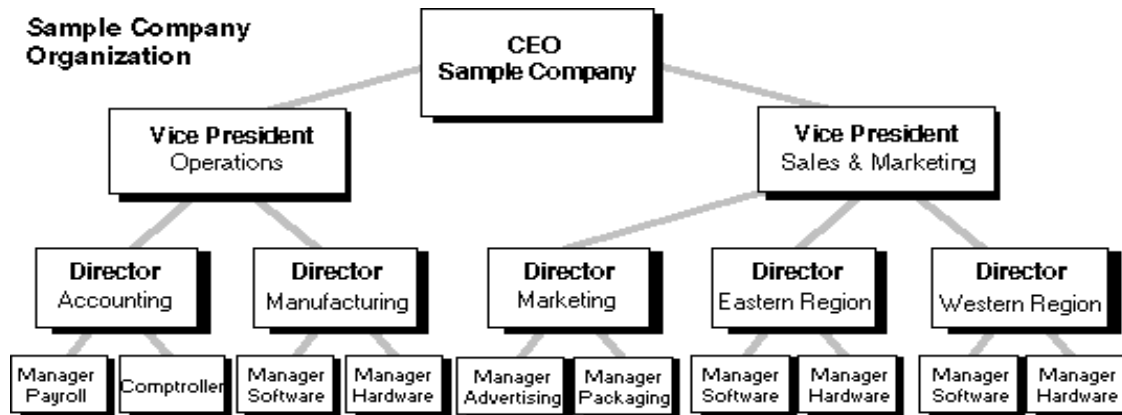 Sample Company
Organization
CEO
Sample Company
Vice President
Operations
Vice President
Sales & Marketing
Director
Accounting
Director
Manufacturing
Director
Marketing
Director
Eastern Region
Director
Western Region
Manager
Payroll
Comptroller
Manager
Software
Manager
Hardware
Manager
Advertising
Manager
Packaging
Manager
Software
Manager
Hardware
Manager
Software
Manager
Hardware